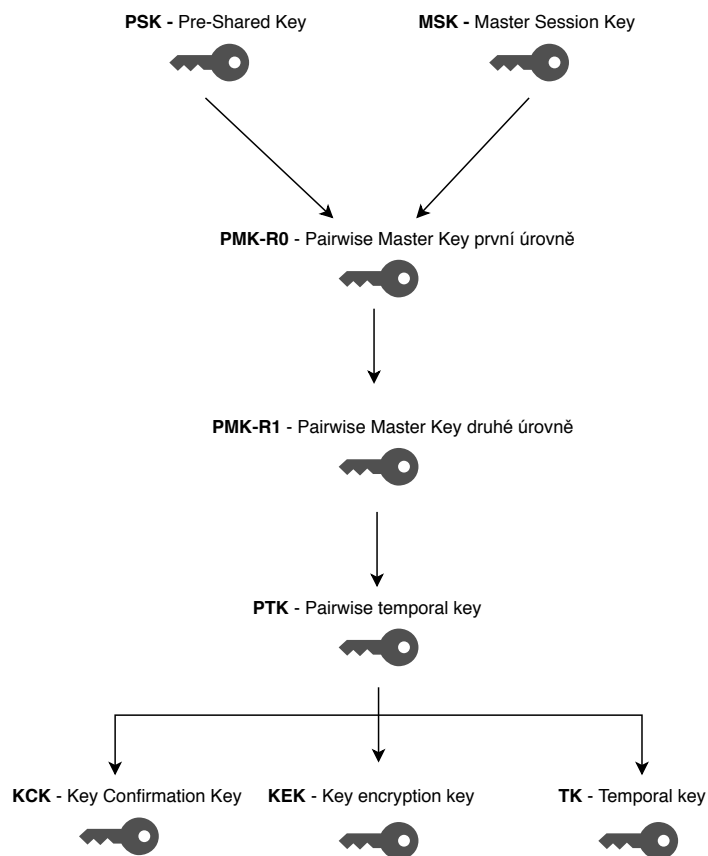 PSK - Pre-Shared Key
MSK - Master Session Key
PMK-R0 - Pairwise Master Key první úrovně
PMK-R1 - Pairwise Master Key druhé úrovně
PTK - Pairwise temporal key
KCK - Key Confirmation Key
KEK - Key encryption key
TK - Temporal key